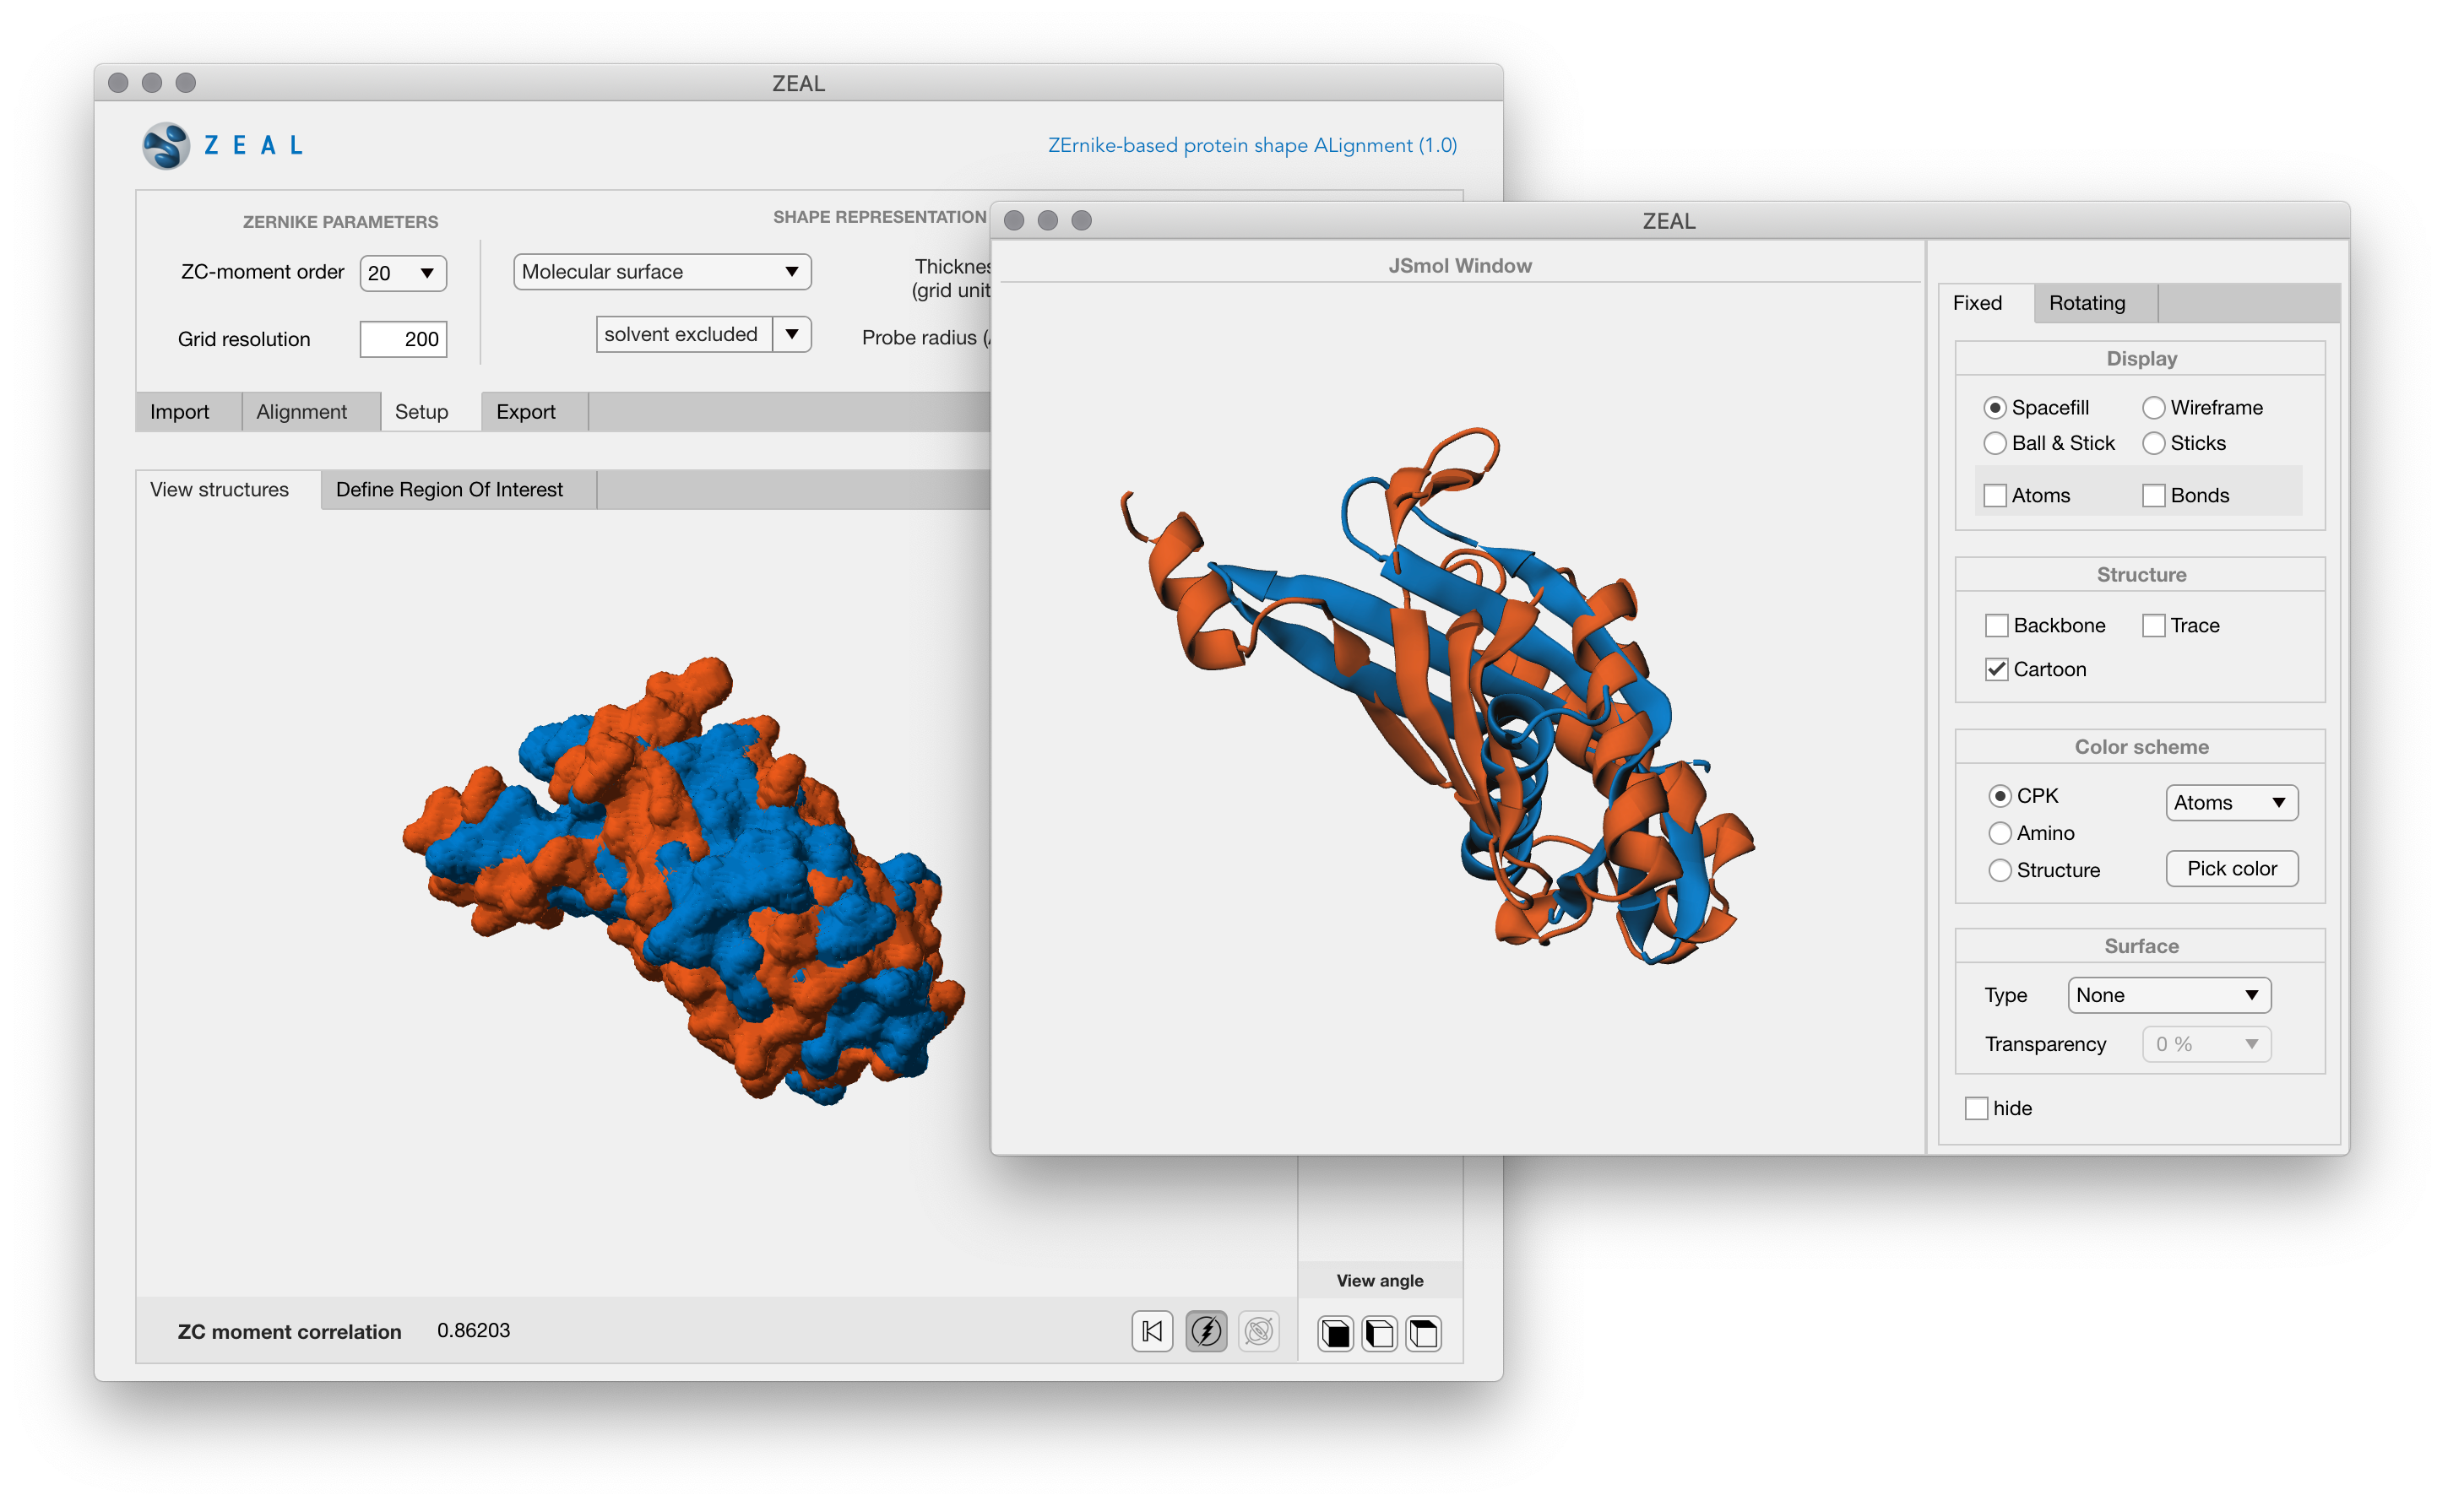 ZEAL
ZEAL
ZErnike-based protein shape ALignment (1.0)
ZERNIKE PARAMETERS
ZC-moment order 20
Grid resolution 200
SHAPE REPRESENTATION
Molecular surface
solvent excluded
(grid unit
Probe radius (
Import Alignment Setup Export
View structures Define Region Of Interest
ZC moment correlation 0.86203
View angle
ZEAL
JSmol Window
Fixed Rotating
Display
Spacefill Wireframe
Ball & Stick Sticks
Atoms Bonds
Structure
Backbone Trace
Cartoon
Color scheme
CPK Atoms
Amino
Structure Pick color
Surface
Type None
Transparency 0 %
hide